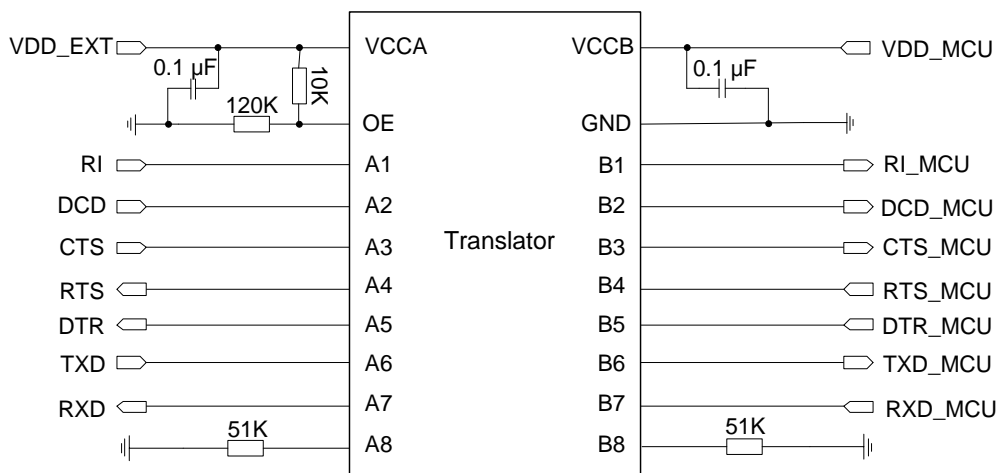 VDD_EXT VCCA VCCB VDD_MCU
0.1 µF 10K 0.1 µF
120K
OE GND
RI A1 B1 RI_MCU
DCD A2 B2 DCD_MCU
CTS A3 Translator B3 CTS_MCU
RTS A4 B4 RTS_MCU
DTR A5 B5 DTR_MCU
TXD A6 B6 TXD_MCU
RXD A7 B7 RXD_MCU
51K A8 B8 51K